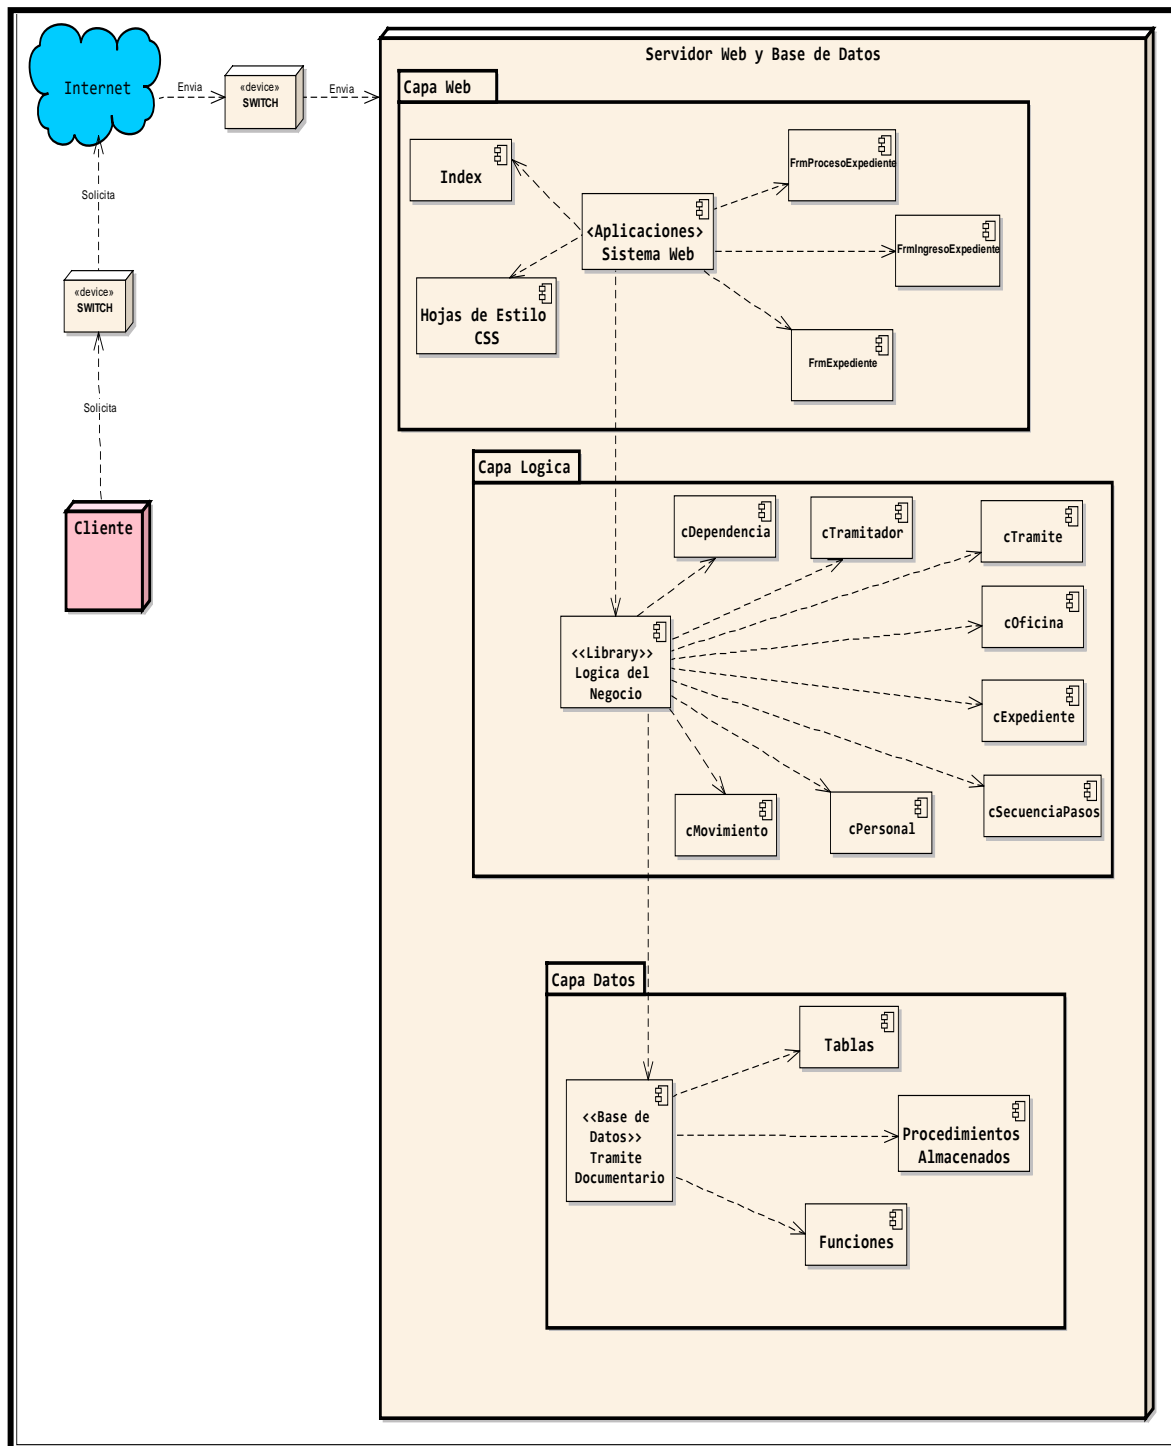 Servidor Web y Base de Datos
Internet
Envia
«device»
SWITCH
Envia
Solicita
«device»
SWITCH
Solicita
Cliente
Capa Web
Index
<Aplicaciones>
Sistema Web
Hojas de Estilo
CSS
FrmProcesoExpediente
FrmIngresoExpediente
FrmExpediente
Capa Logica
cDependencia
cTramitador
cTramite
cOficina
<<Library>>
Logica del
Negocio
cExpediente
cSecuenciaPasos
cMovimiento
cPersonal
Capa Datos
Tablas
<<Base de
Datos>>
Tramite
Documentario
Procedimientos
Almacenados
Funciones